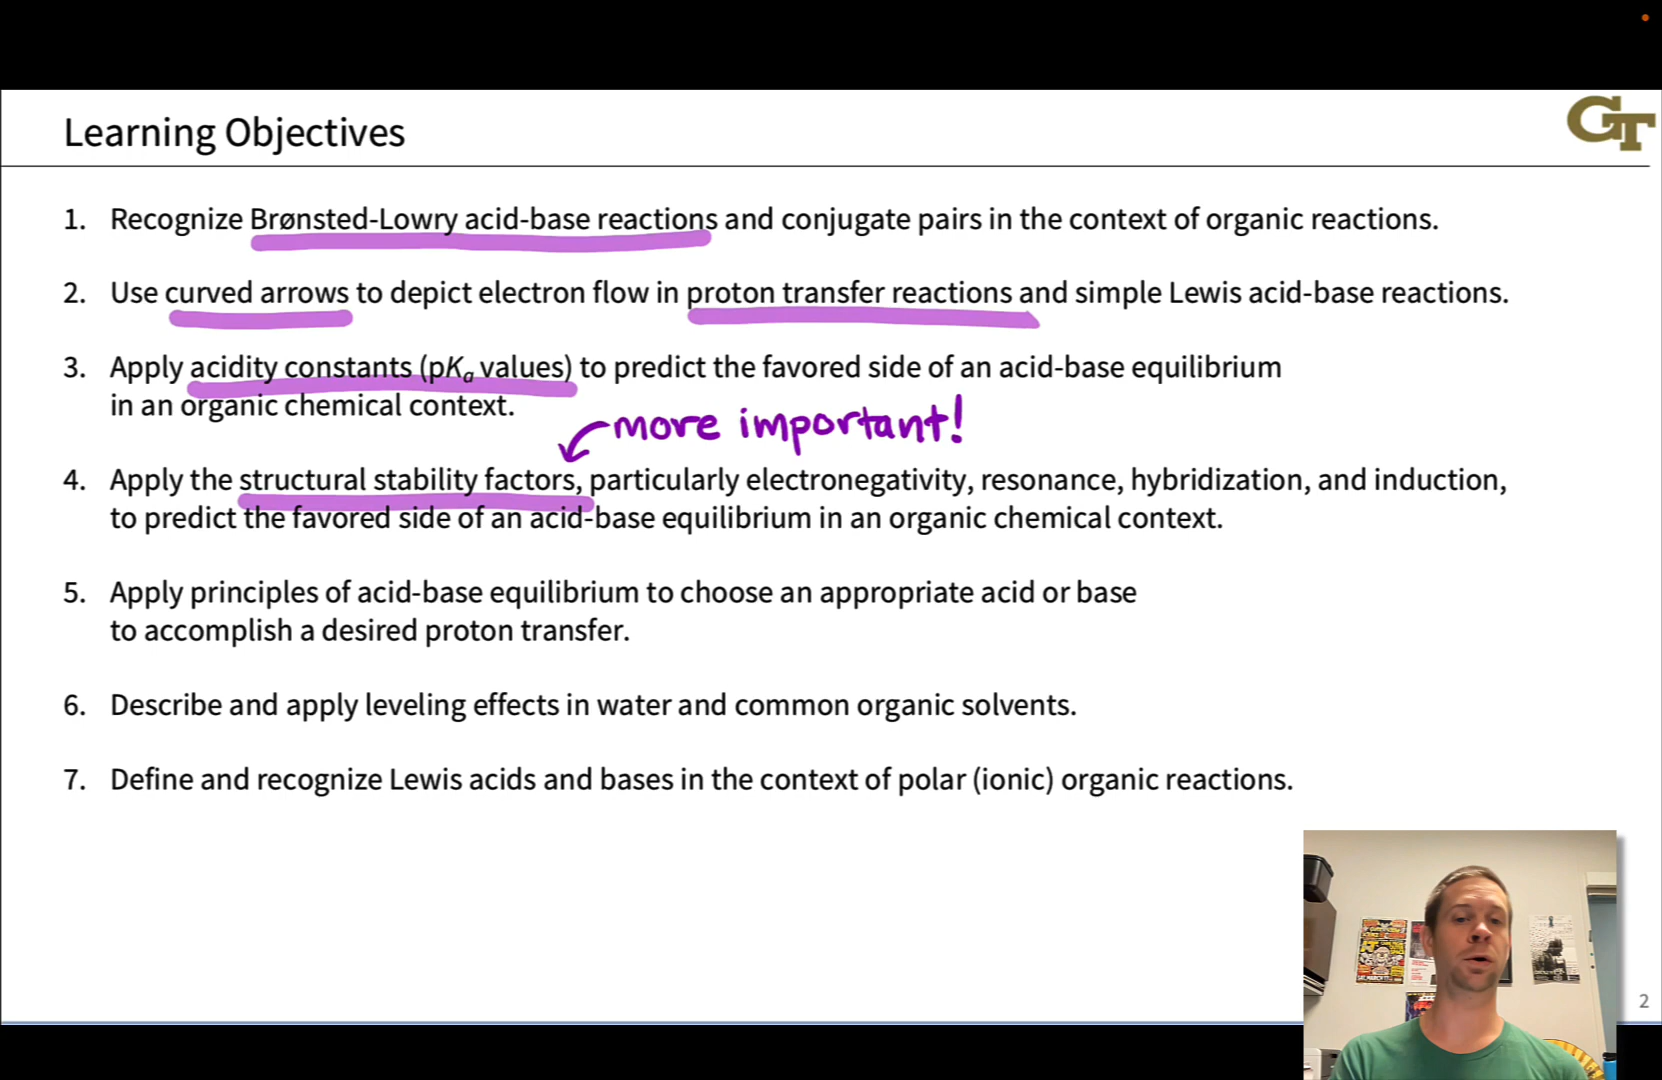 Learning Objectives
GT
1. Recognize Brønsted-Lowry acid-base reactions and conjugate pairs in the context of organic reactions.
2. Use curved arrows to depict electron flow in proton transfer reactions and simple Lewis acid-base reactions.
3. Apply acidity constants (pKa values) to predict the favored side of an acid-base equilibrium
in an organic chemical context.
more important!
4. Apply the structural stability factors, particularly electronegativity, resonance, hybridization, and induction,
to predict the favored side of an acid-base equilibrium in an organic chemical context.
5. Apply principles of acid-base equilibrium to choose an appropriate acid or base
to accomplish a desired proton transfer.
6. Describe and apply leveling effects in water and common organic solvents.
7. Define and recognize Lewis acids and bases in the context of polar (ionic) organic reactions.
2